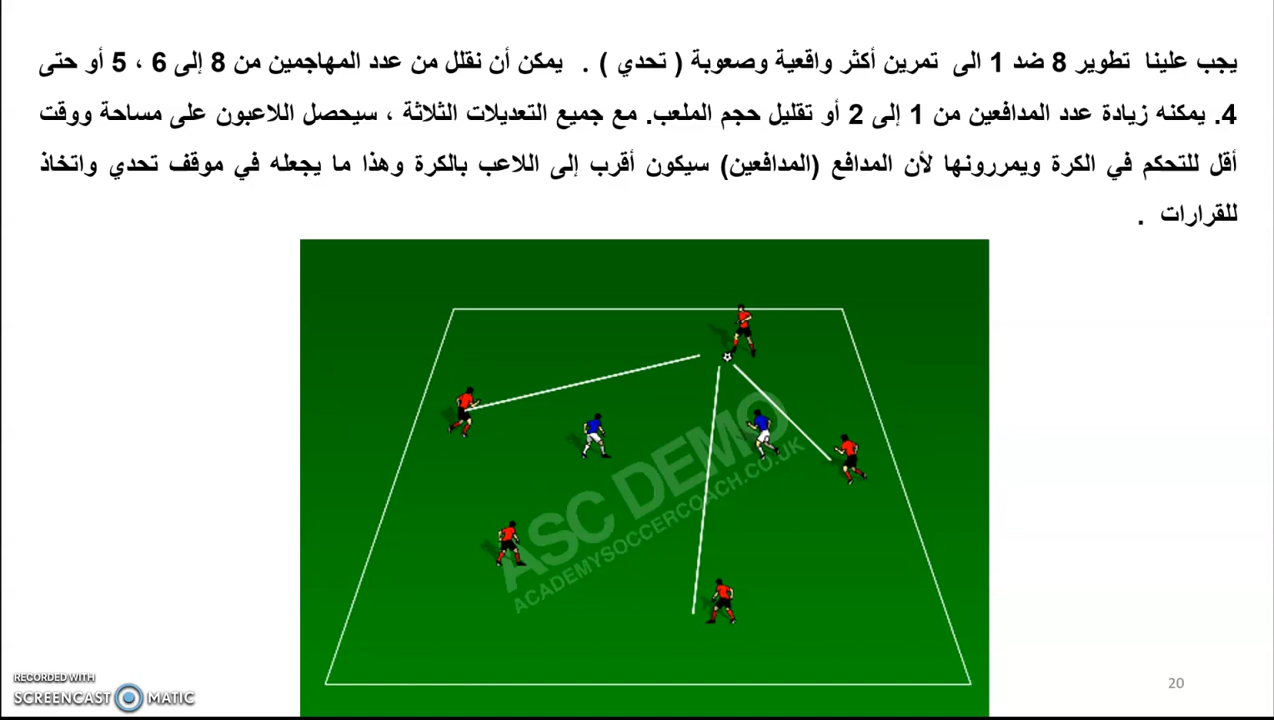 يجب علينا تطوير 8 ضد 1 الى تمرين أكثر واقعية وصعوبة ( تحدي ) . يمكن أن نقلل من عدد المهاجمين من 8 إلى 6 ، 5 أو حتى
4. يمكنه زيادة عدد المدافعين من 1 إلى 2 أو تقليل حجم الملعب. مع جميع التعديلات الثلاثة ، سيحصل اللاعبون على مساحة ووقت
أقل للتحكم في الكرة ويمررونها لأن المدافع (المدافعين) سيكون أقرب إلى اللاعب بالكرة وهذا ما يجعله في موقف تحدي واتخاذ
للقرارات .
ASC DEMO
ACADEMYSOCCERCOACH.CO.UK
RECORDED WITH
SCREENCAST MATIC
20